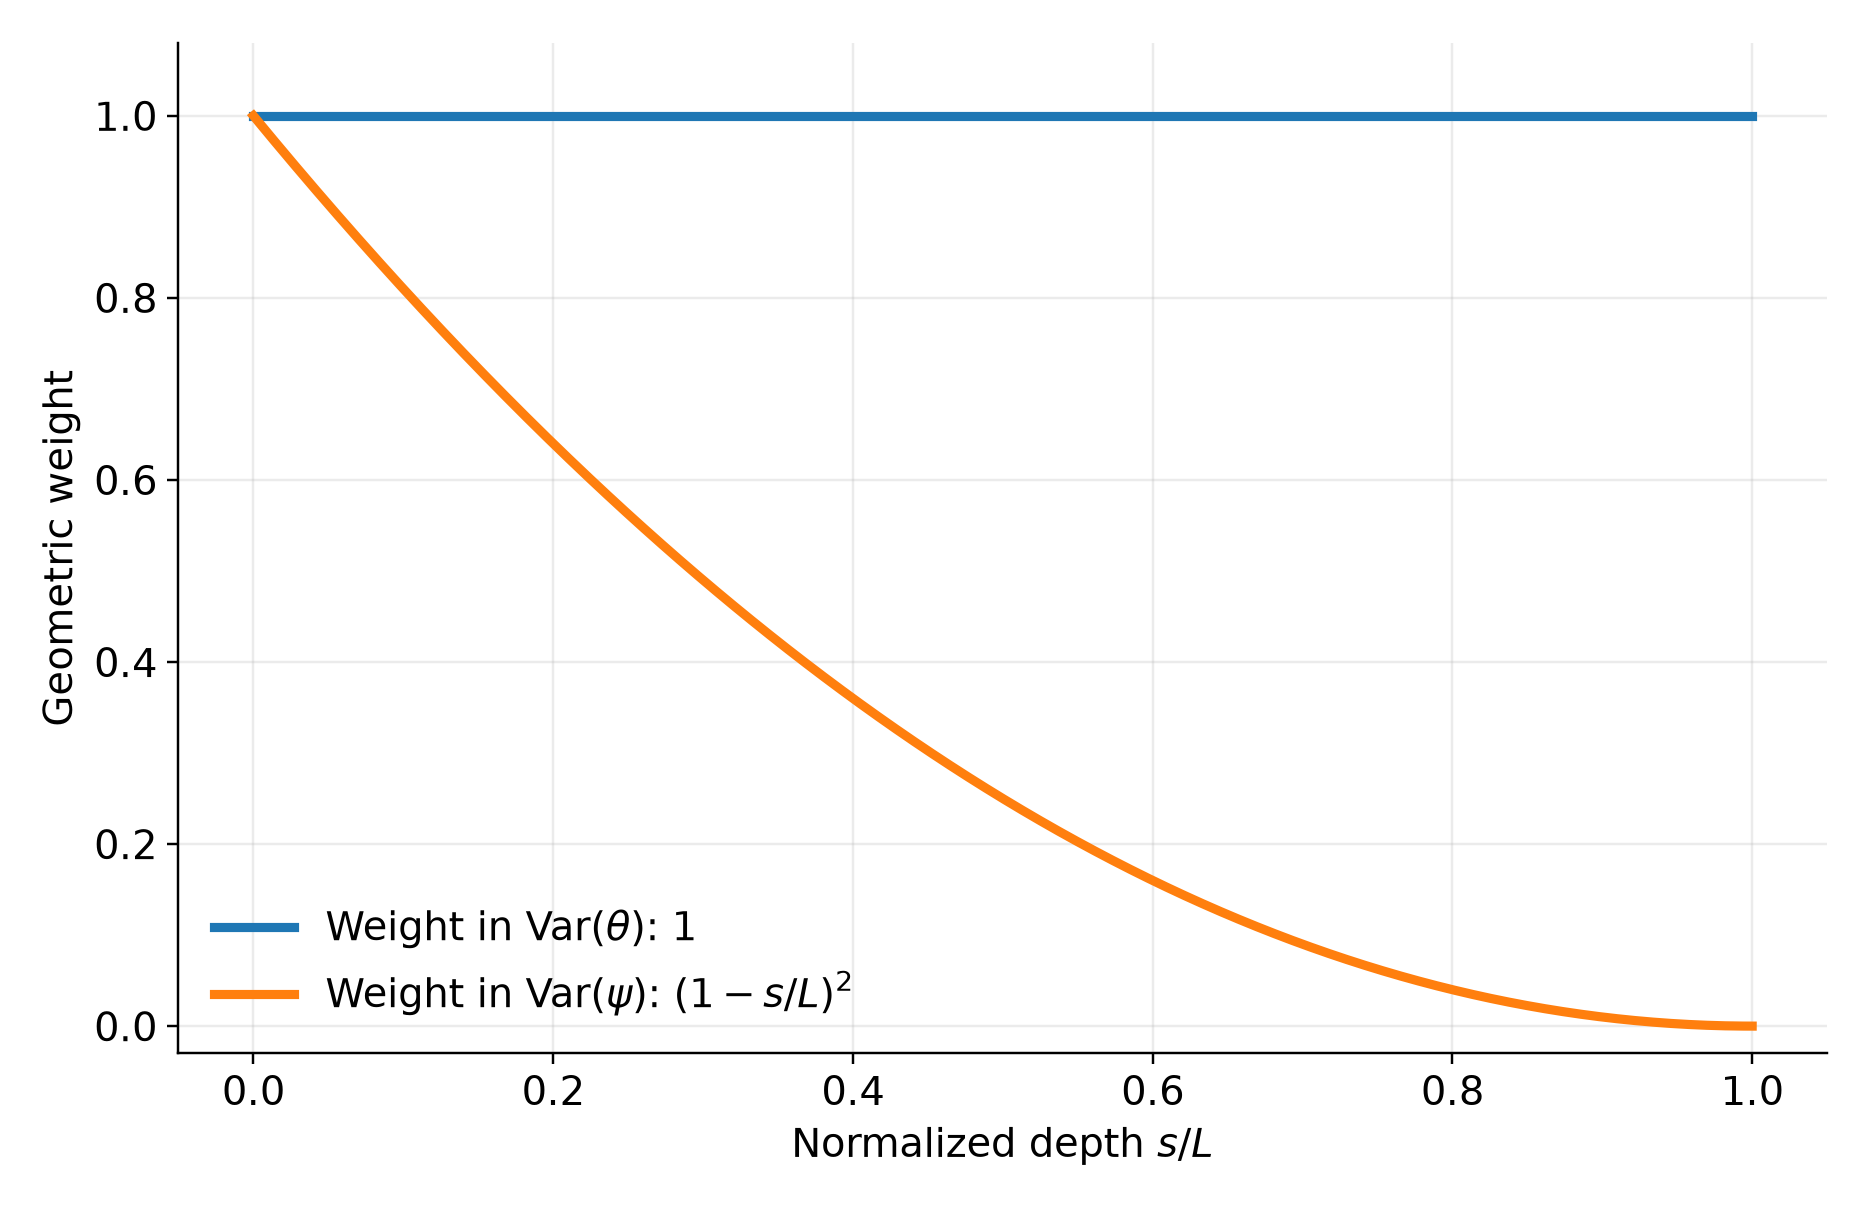 1.0
0.8
0.6
0.4
0.2
0.0
Geometric weight
Weight in Var(θ): 1
Weight in Var(ψ): (1 − s/L)²
0.0 0.2 0.4 0.6 0.8 1.0
Normalized depth s/L